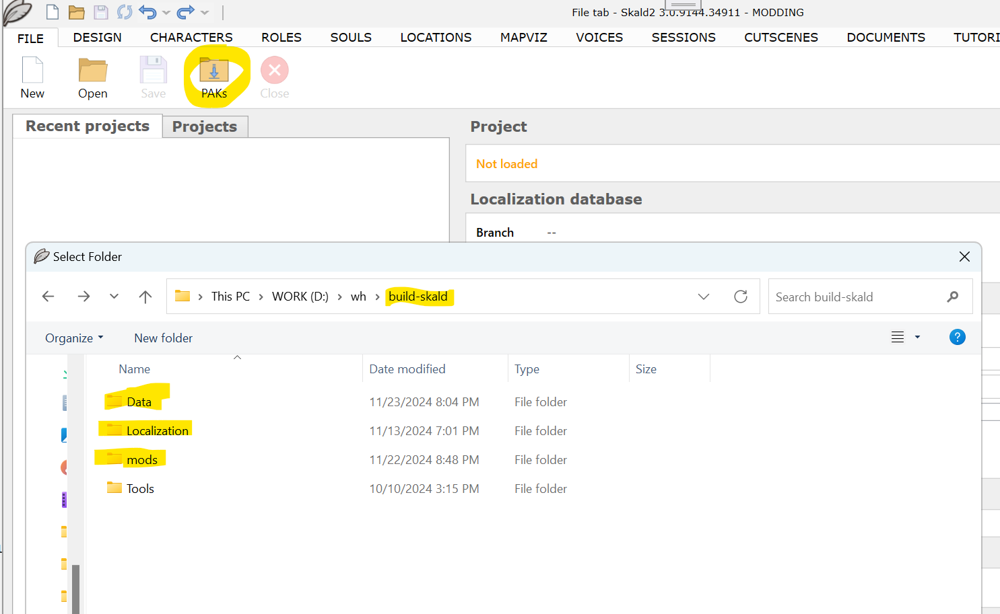 File tab - Skald2 3.0.9144.34911 - MODDING
FILE DESIGN CHARACTERS ROLES SOULS LOCATIONS MAPVIZ VOICES SESSIONS CUTSCENES DOCUMENTS TUTORI
New Open Save PAKs Close
Recent projects Projects
Project
Not loaded
Localization database
Branch --
Select Folder
This PC > WORK (D:) > wh > build-skald
Search build-skald
Organize New folder
Name Date modified Type Size
Data 11/23/2024 8:04 PM File folder
Localization 11/13/2024 7:01 PM File folder
mods 11/22/2024 8:48 PM File folder
Tools 10/10/2024 3:15 PM File folder